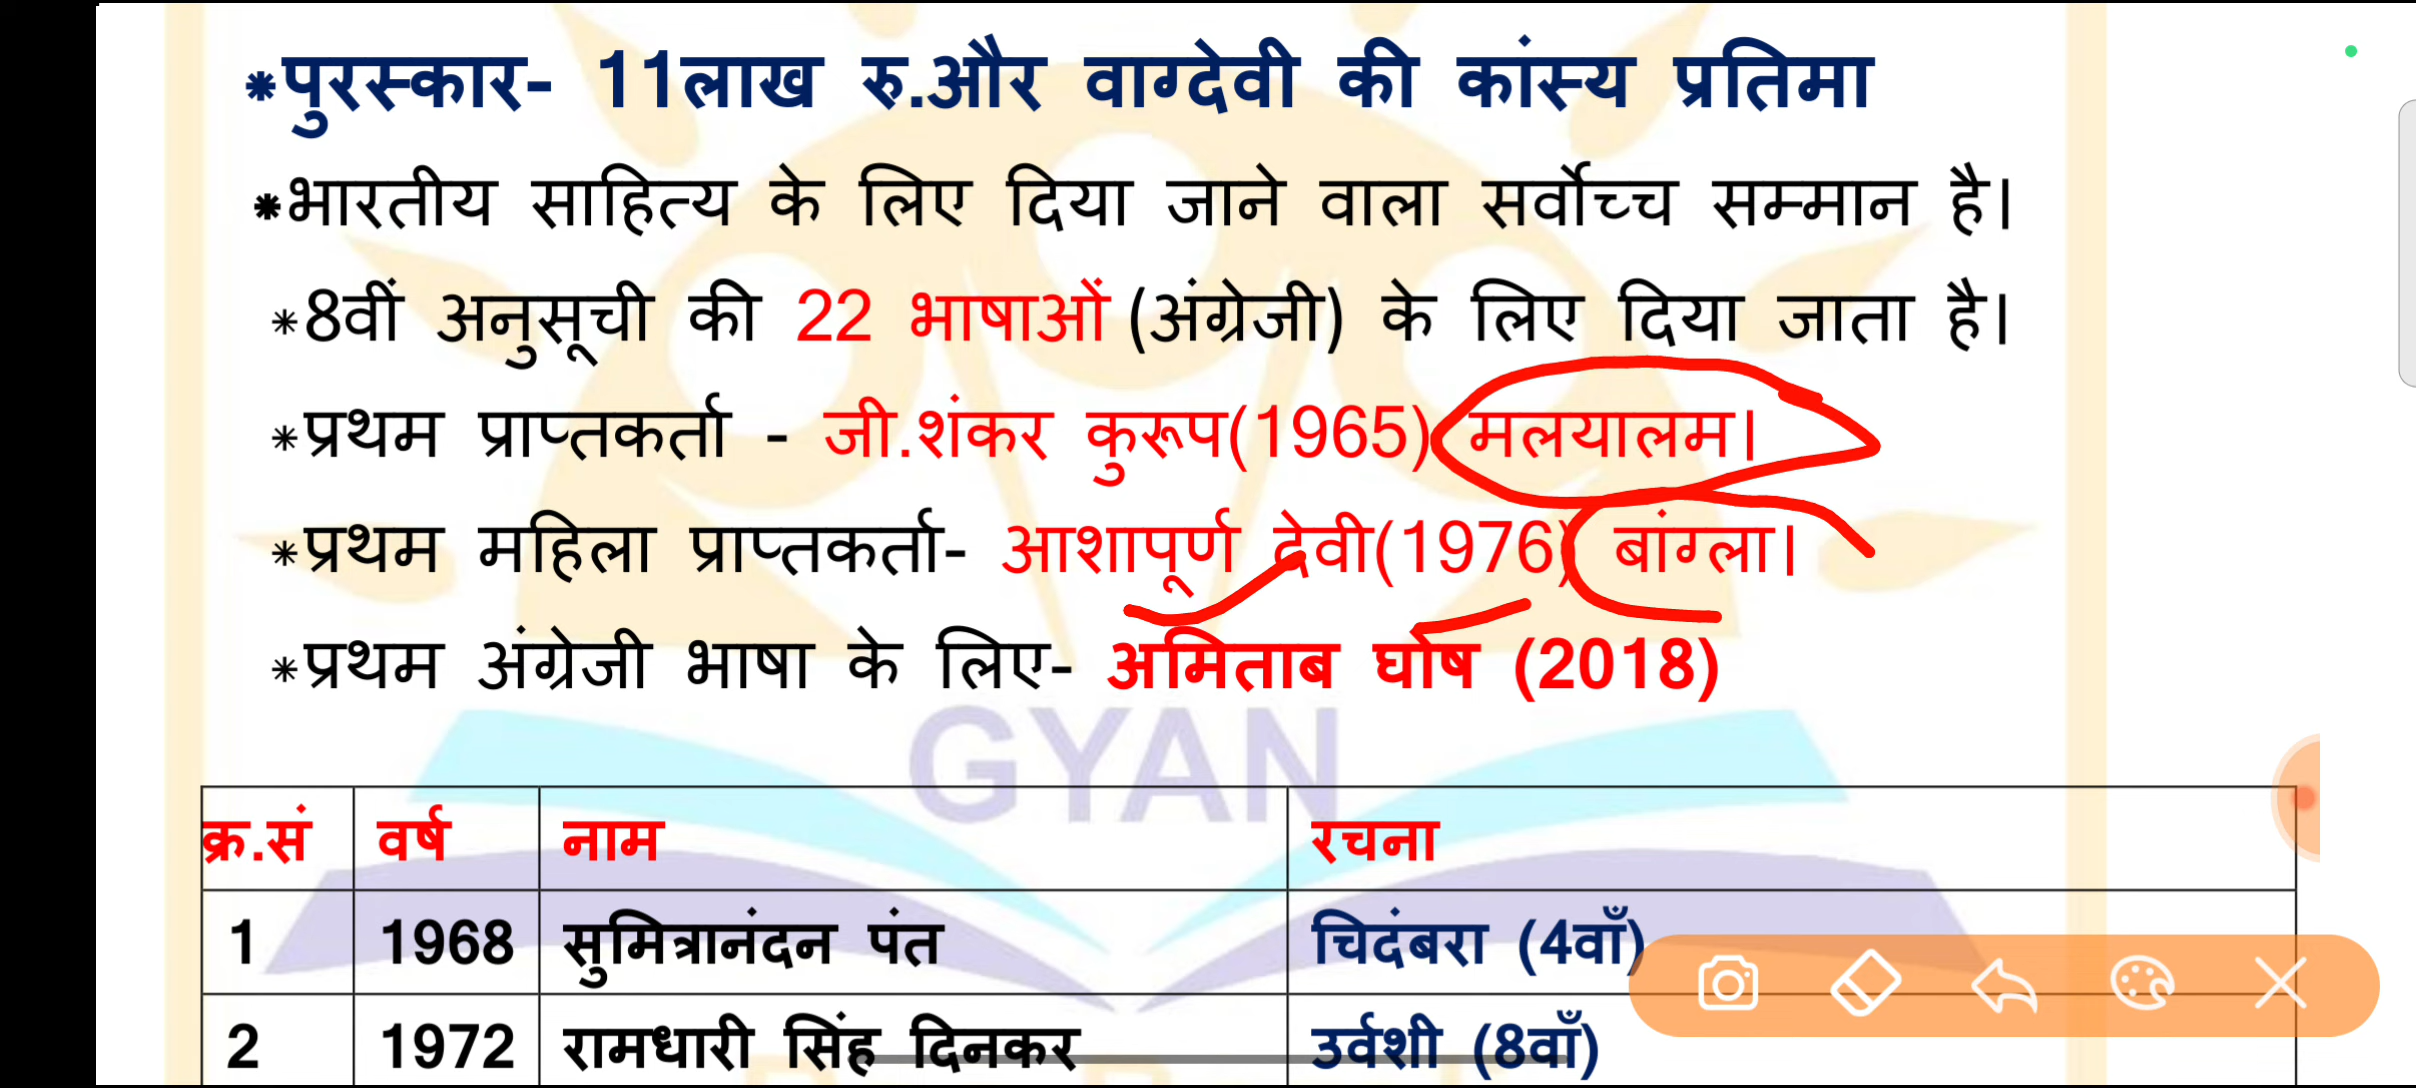 *पुरस्कार- 11लाख रु.और वाग्देवी की कांस्य प्रतिमा
*भारतीय साहित्य के लिए दिया जाने वाला सर्वोच्च सम्मान है।
*8वीं अनुसूची की 22 भाषाओं (अंग्रेजी) के लिए दिया जाता है।
*प्रथम प्राप्तकर्ता - जी.शंकर कुरूप(1965) मलयालम।
*प्रथम महिला प्राप्तकर्ता- आशापूर्ण देवी(1976) बांग्ला।
*प्रथम अंग्रेजी भाषा के लिए- अमिताब घोष (2018)
GYAN
क्र.सं वर्ष नाम रचना
1 1968 सुमित्रानंदन पंत चिदंबरा (4वाँ)
2 1972 रामधारी सिंह दिनकर उर्वशी (8वाँ)